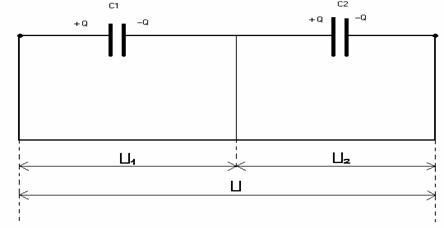 C1 C2
+Q –Q +Q –Q
U₁ U₂
U